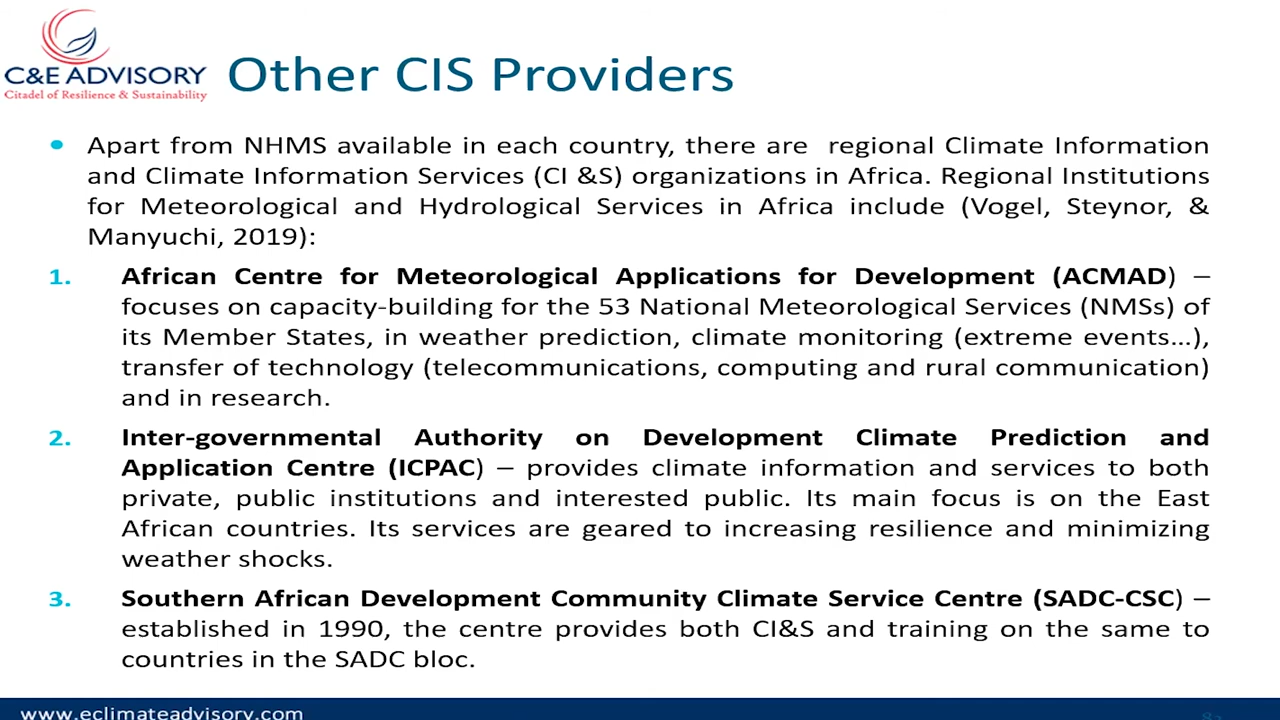 C&E ADVISORY
Citadel of Resilience & Sustainability
Other CIS Providers
• Apart from NHMS available in each country, there are regional Climate Information
and Climate Information Services (CI &S) organizations in Africa. Regional Institutions
for Meteorological and Hydrological Services in Africa include (Vogel, Steynor, &
Manyuchi, 2019):
1. African Centre for Meteorological Applications for Development (ACMAD) –
focuses on capacity-building for the 53 National Meteorological Services (NMSs) of
its Member States, in weather prediction, climate monitoring (extreme events…),
transfer of technology (telecommunications, computing and rural communication)
and in research.
2. Inter-governmental Authority on Development Climate Prediction and
Application Centre (ICPAC) – provides climate information and services to both
private, public institutions and interested public. Its main focus is on the East
African countries. Its services are geared to increasing resilience and minimizing
weather shocks.
3. Southern African Development Community Climate Service Centre (SADC-CSC) –
established in 1990, the centre provides both CI&S and training on the same to
countries in the SADC bloc.
www.eclimateadvisory.com